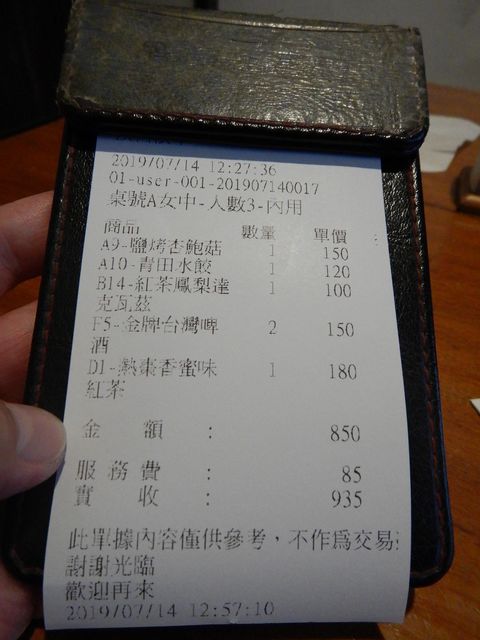 2019/07/14 12:27:36
01-user-001-201907140017
桌號A女中-人數3-內用
商品 數量 單價
A9-鹽烤杏鮑菇 1 150
A10-青田水餃 1 120
B14-紅茶鳳梨達 1 100
克瓦茲
F5-金牌台灣啤 2 150
酒
D1-熱棗香蜜味 1 180
紅茶
金額: 850
服務費: 85
實收: 935
此單據內容僅供參考,不作為交易
謝謝光臨
歡迎再來
2019/07/14 12:57:10